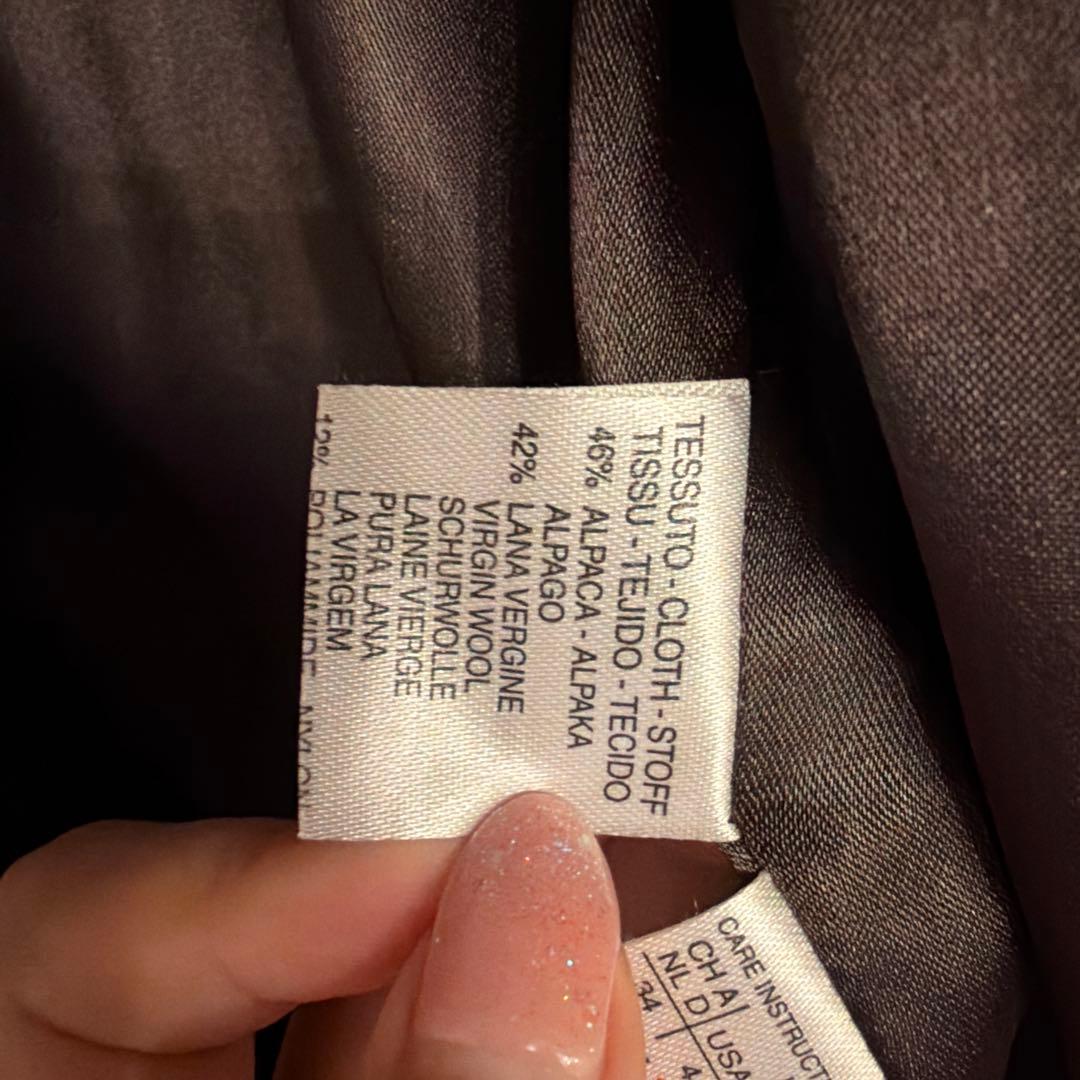 TESSUTO - CLOTH - STOFF
TISSU - TEJIDO - TECIDO
46% ALPACA - ALPAKA
ALPAGO
42% LANA VERGINE
VIRGIN WOOL
SCHURWOLLE
LAINE VIERGE
PURA LANA
LA VIRGEM
12%
CARE INSTRUCT
CH A
NL D USA
34